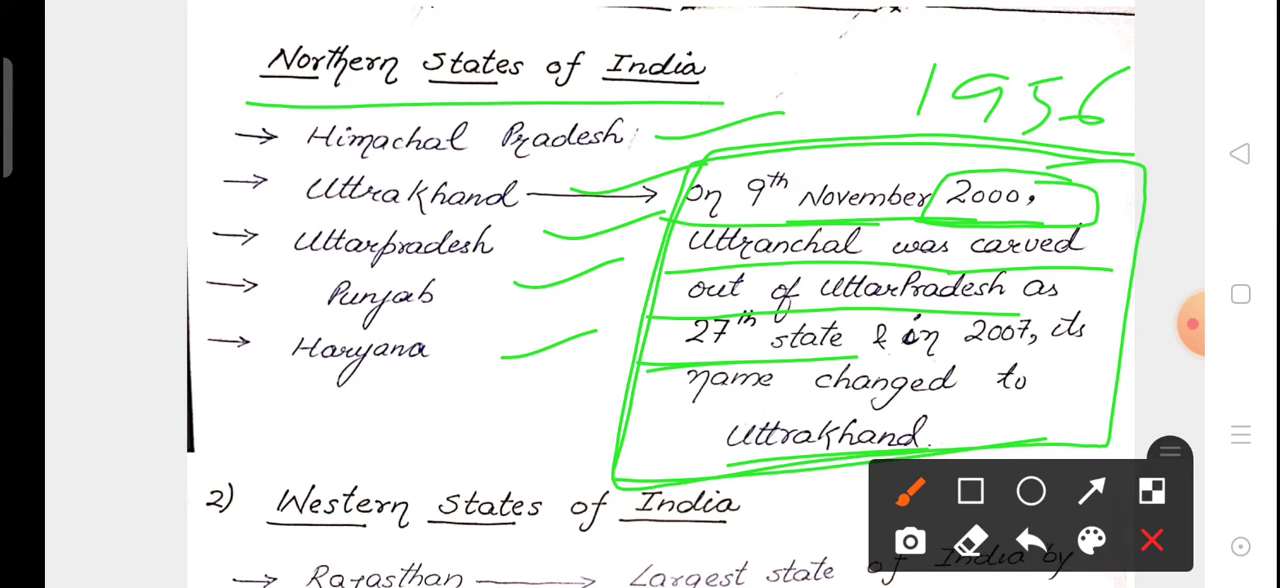 Northern States of India
1956
→ Himachal Pradesh
→ Uttrakhand → On 9th November 2000,
Uttranchal was carved
out of UttarPradesh as
27th state & in 2007, its
name changed to
Uttrakhand.
→ Uttarpradesh
→ Punjab
→ Haryana
2) Western States of India
→ Rajasthan → Largest state of India by